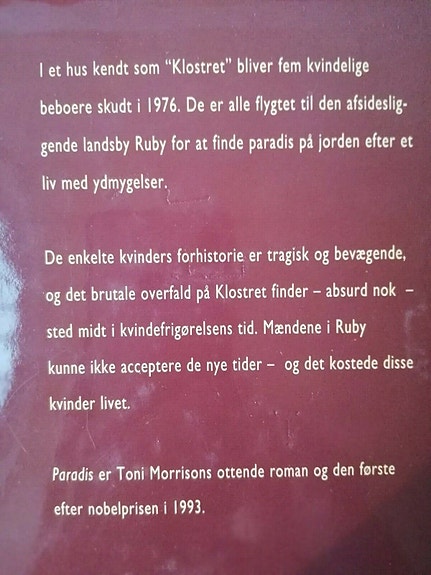 I et hus kendt som “Klostret” bliver fem kvindelige
beboere skudt i 1976. De er alle flygtet til den afsideslig-
gende landsby Ruby for at finde paradis på jorden efter et
liv med ydmygelser.
De enkelte kvinders forhistorie er tragisk og bevægende,
og det brutale overfald på Klostret finder – absurd nok –
sted midt i kvindefrigørelsens tid. Mændene i Ruby
kunne ikke acceptere de nye tider – og det kostede disse
kvinder livet.
Paradis er Toni Morrisons ottende roman og den første
efter nobelprisen i 1993.